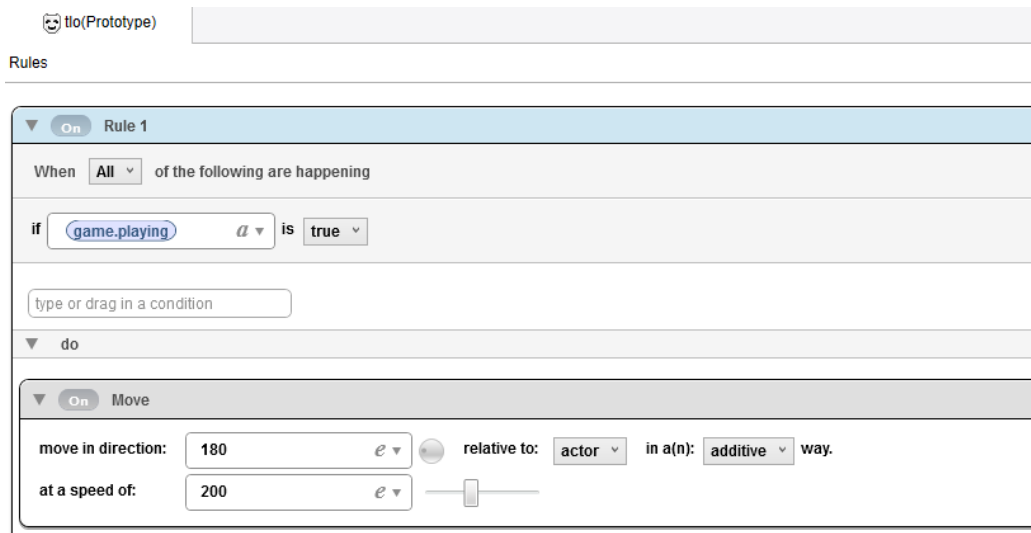 tlo(Prototype)
Rules
On Rule 1
When All of the following are happening
if game.playing a is true
type or drag in a condition
do
On Move
move in direction: 180 e relative to: actor in a(n): additive way.
at a speed of: 200 e